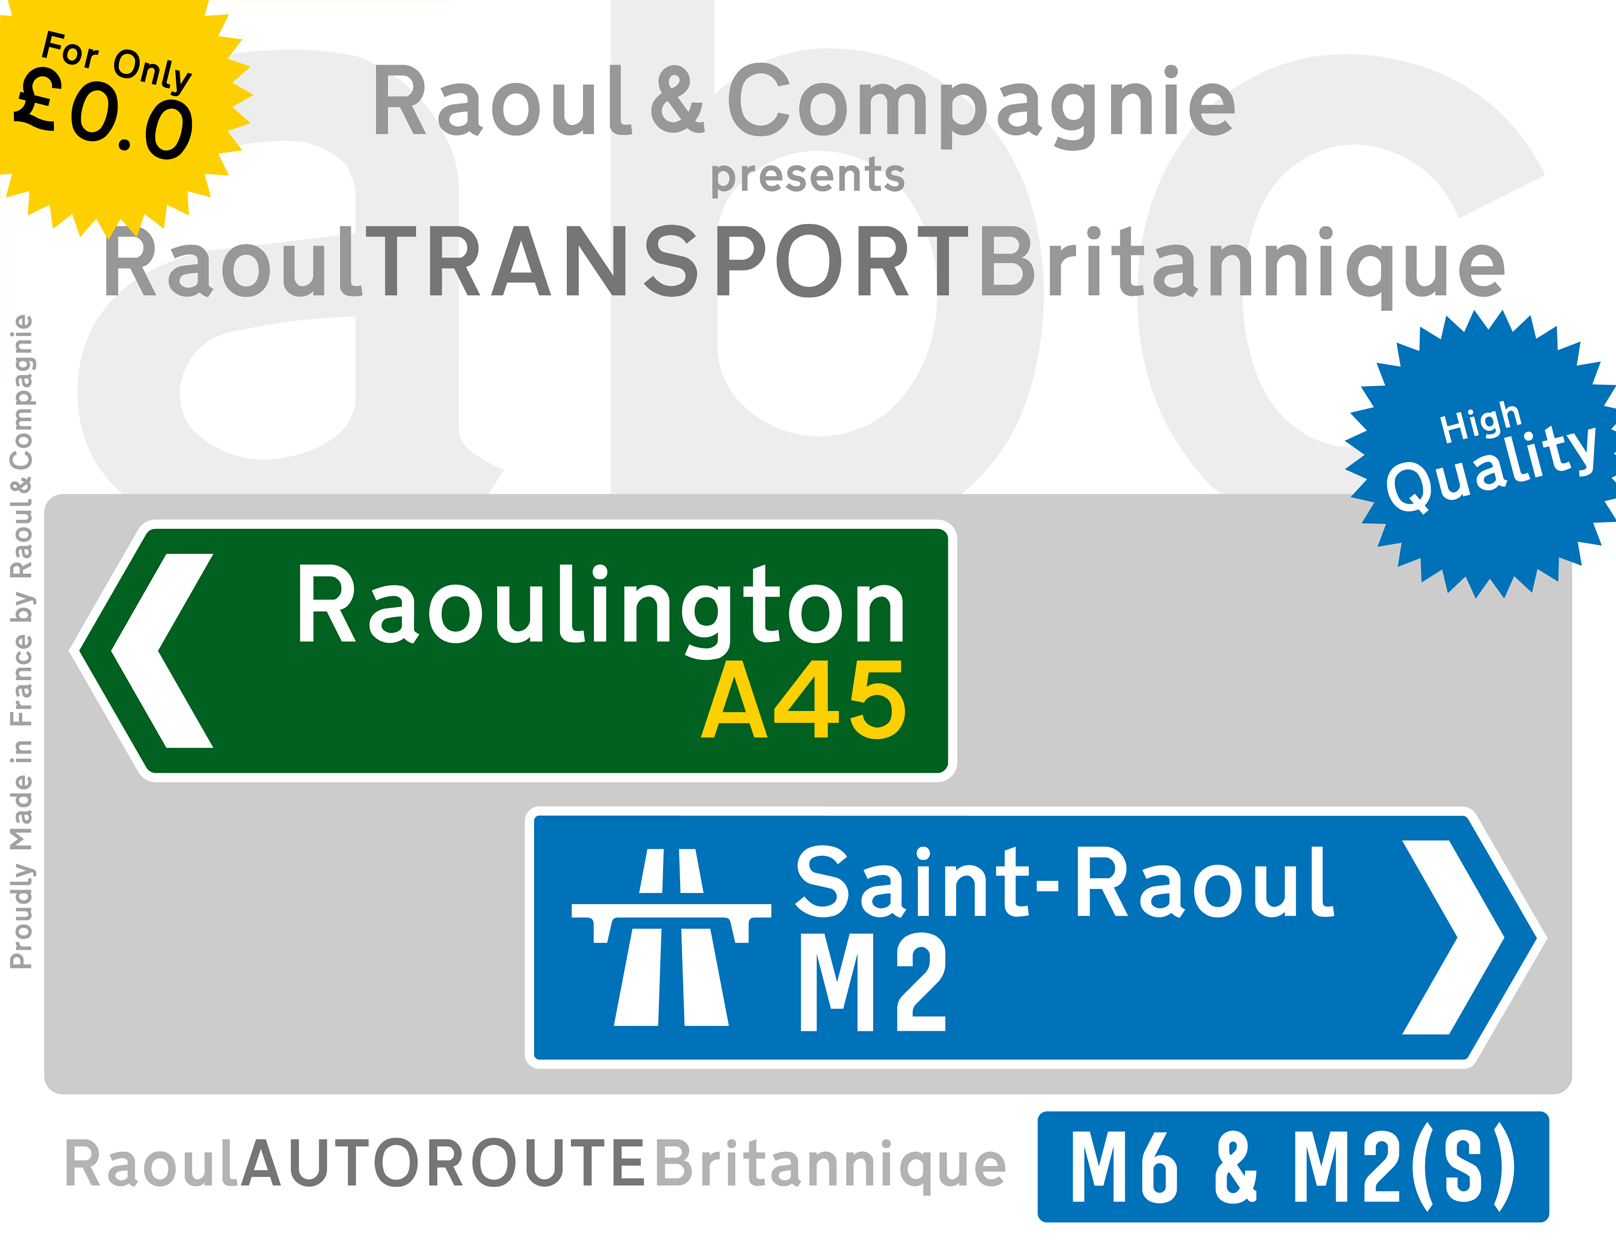 For Only
£0.0
abc
Raoul & Compagnie
presents
RaoulTRANSPORTBritannique
Proudly Made in France by Raoul & Compagnie
High
Quality
Raoulington
A45
Saint-Raoul
M2
RaoulAUTOROUTEBritannique
M6 & M2(S)